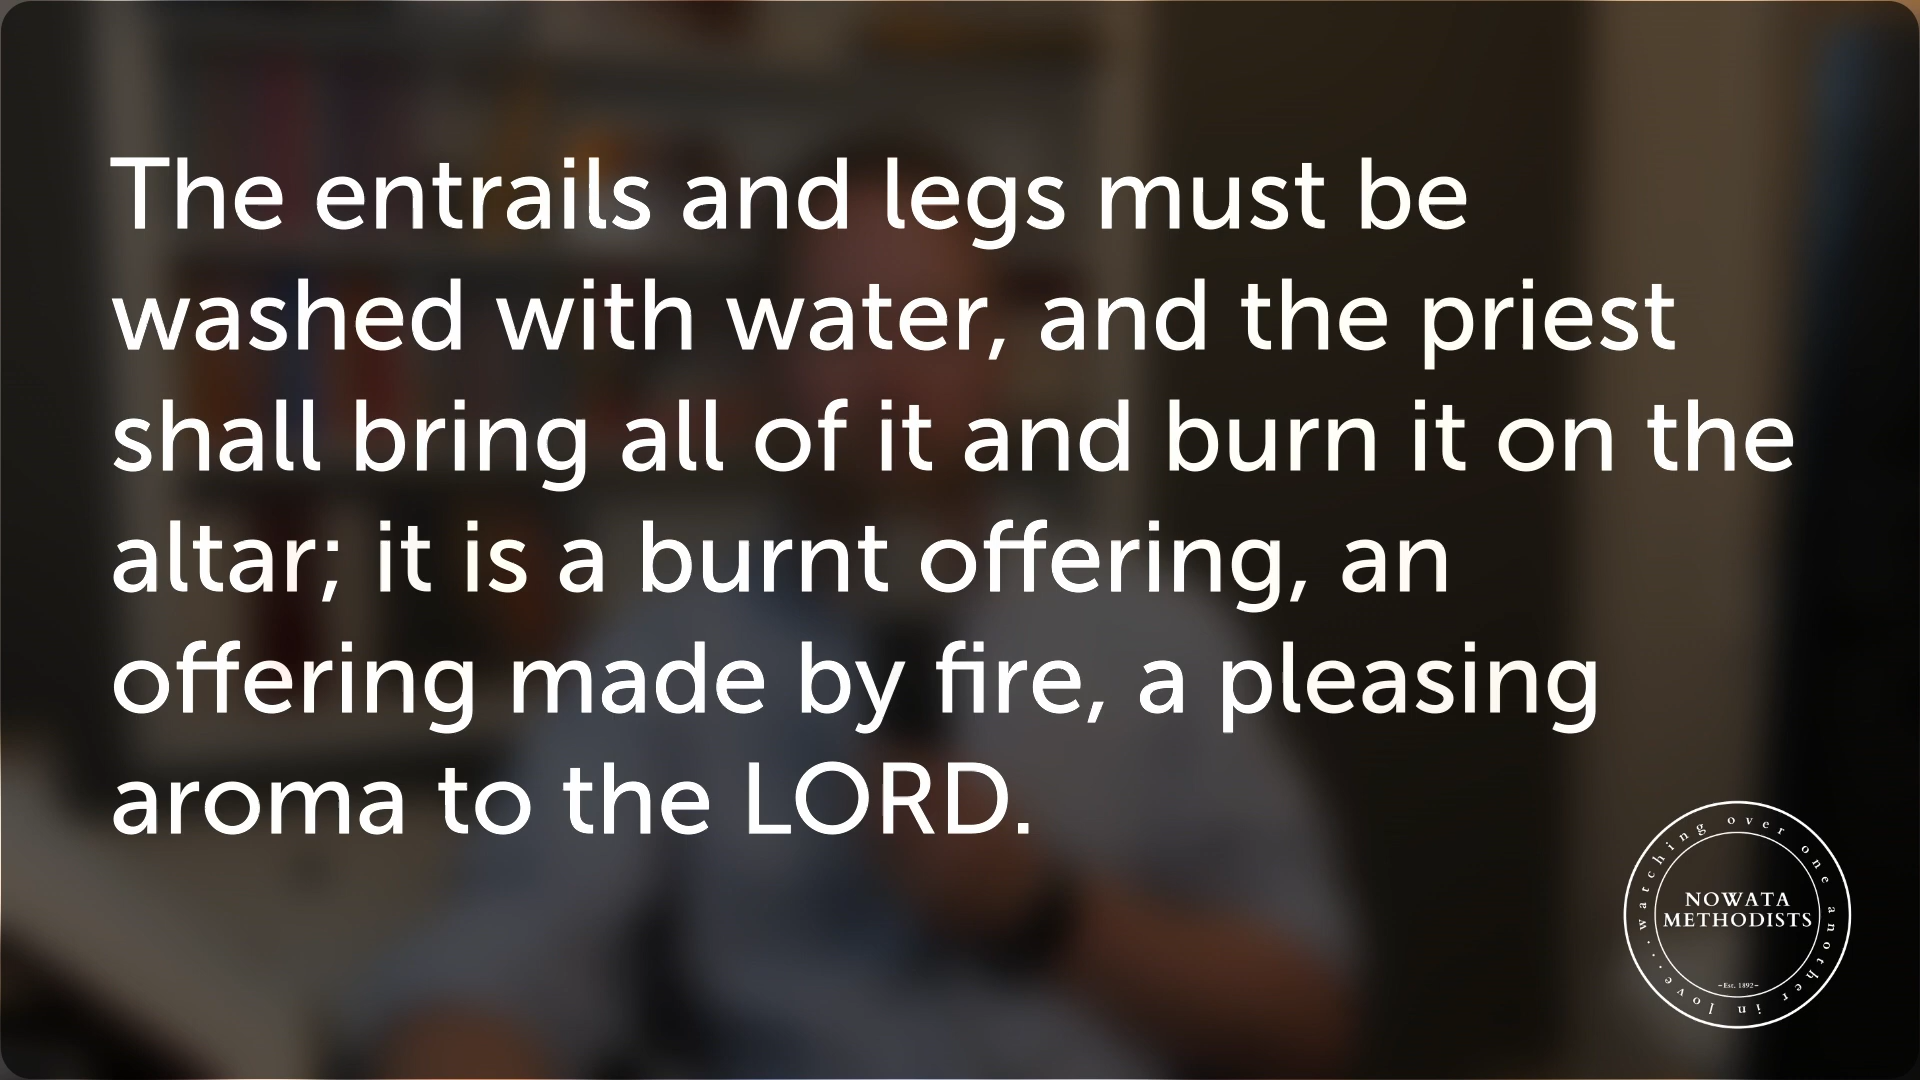 The entrails and legs must be
washed with water, and the priest
shall bring all of it and burn it on the
altar; it is a burnt offering, an
offering made by fire, a pleasing
aroma to the LORD.
watching over one another in love...
NOWATA
METHODISTS
~Est. 1892~